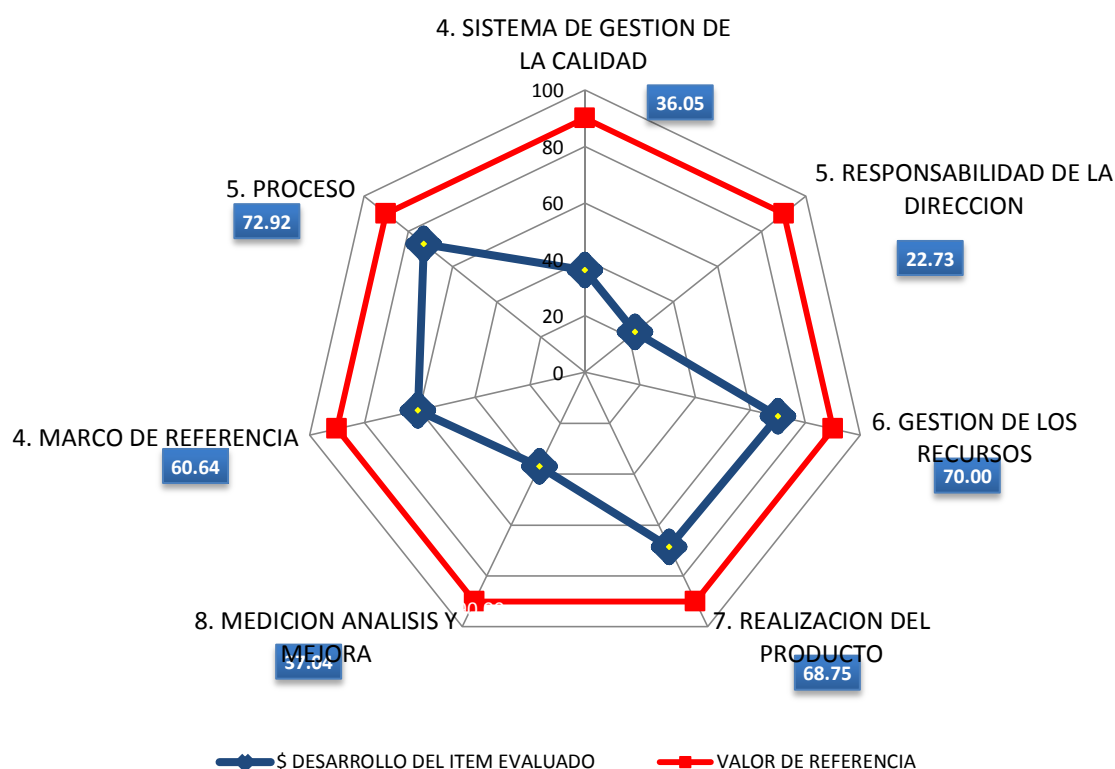 4. SISTEMA DE GESTION DE
LA CALIDAD
36.05
100
80
60
40
20
0
5. RESPONSABILIDAD DE LA
DIRECCION
22.73
6. GESTION DE LOS
RECURSOS
70.00
7. REALIZACION DEL
PRODUCTO
68.75
8. MEDICION ANALISIS Y
MEJORA
37.04
4. MARCO DE REFERENCIA
60.64
5. PROCESO
72.92
$ DESARROLLO DEL ITEM EVALUADO
VALOR DE REFERENCIA